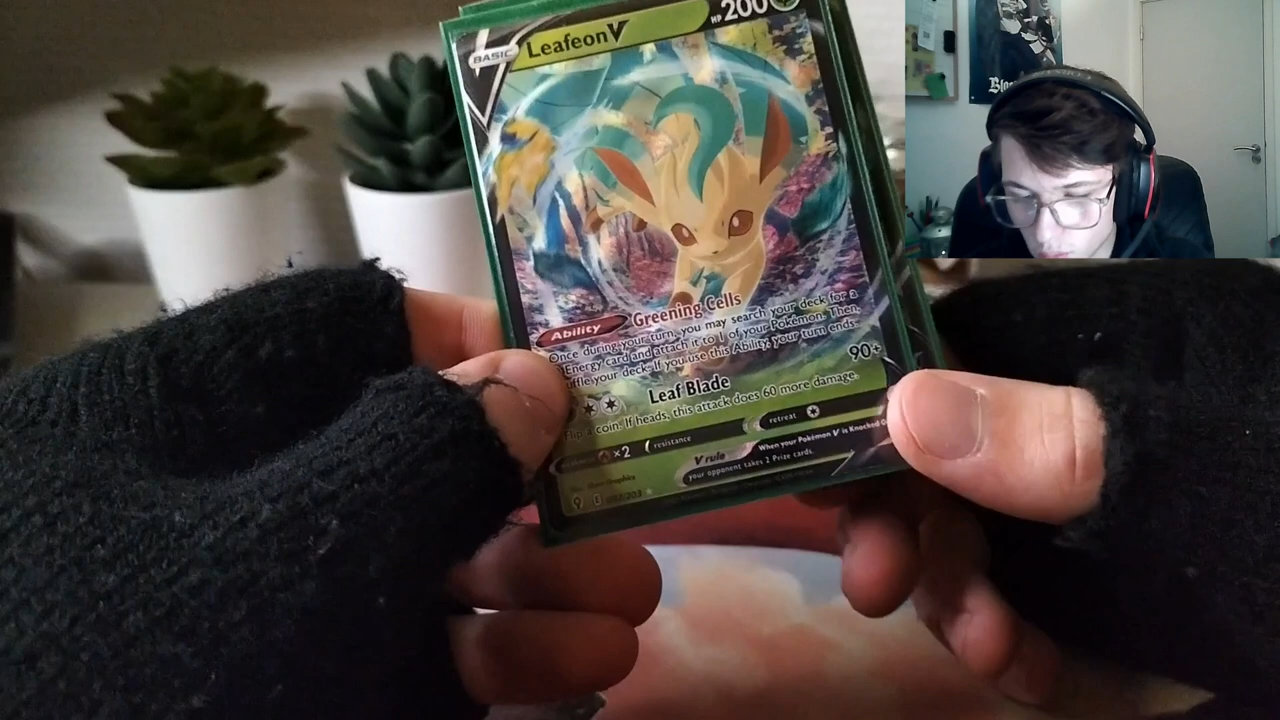 BASIC
Leafeon V
HP 200
Ability Greening Cells
Once during your turn, you may search your deck for a
Energy card and attach it to 1 of your Pokémon. Then,
your deck. If you use this Ability, your turn ends.
Leaf Blade 90+
Flip a coin. If heads, this attack does 60 more damage.
×2 resistance retreat
V rule When your Pokémon V is Knocked
your opponent takes 2 Prize cards.
E